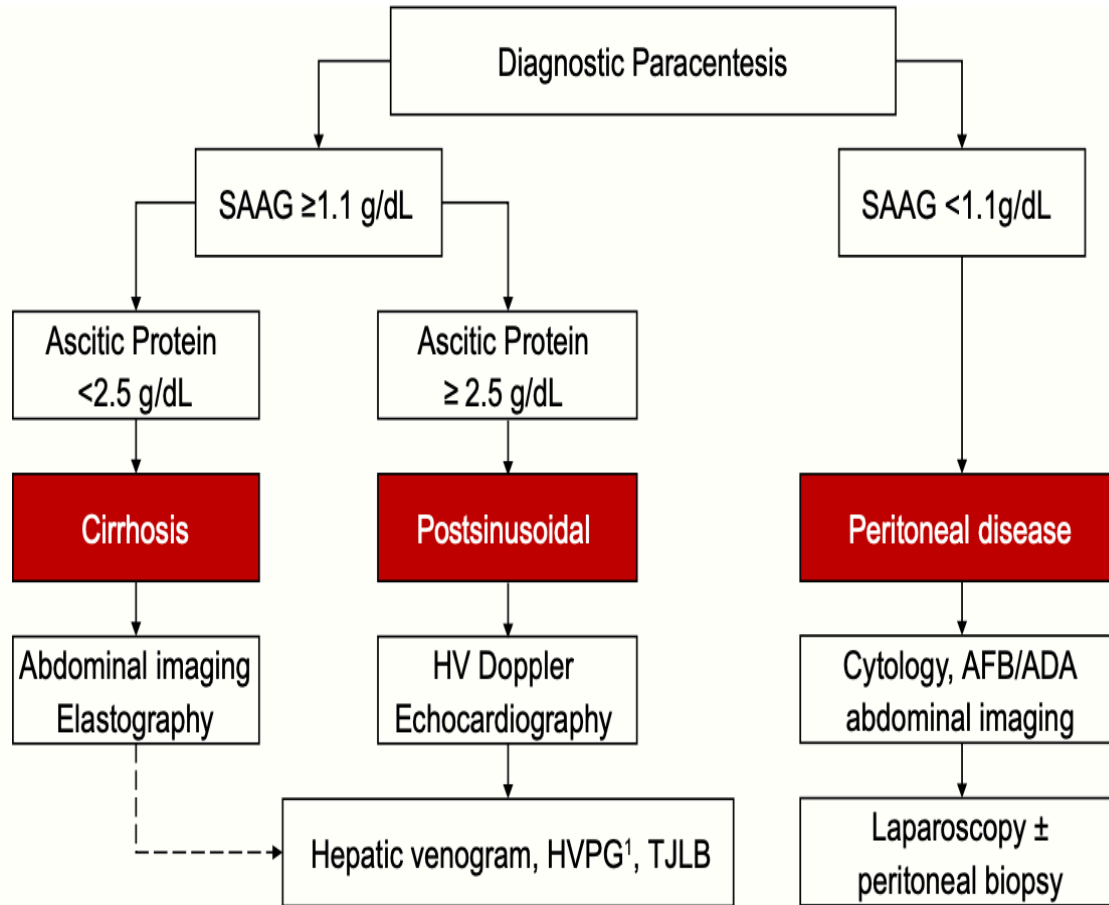 Diagnostic Paracentesis
SAAG ≥1.1 g/dL
SAAG <1.1g/dL
Ascitic Protein
<2.5 g/dL
Ascitic Protein
≥ 2.5 g/dL
Cirrhosis
Postsinusoidal
Peritoneal disease
Abdominal imaging
Elastography
HV Doppler
Echocardiography
Cytology, AFB/ADA
abdominal imaging
Hepatic venogram, HVPG¹, TJLB
Laparoscopy ±
peritoneal biopsy